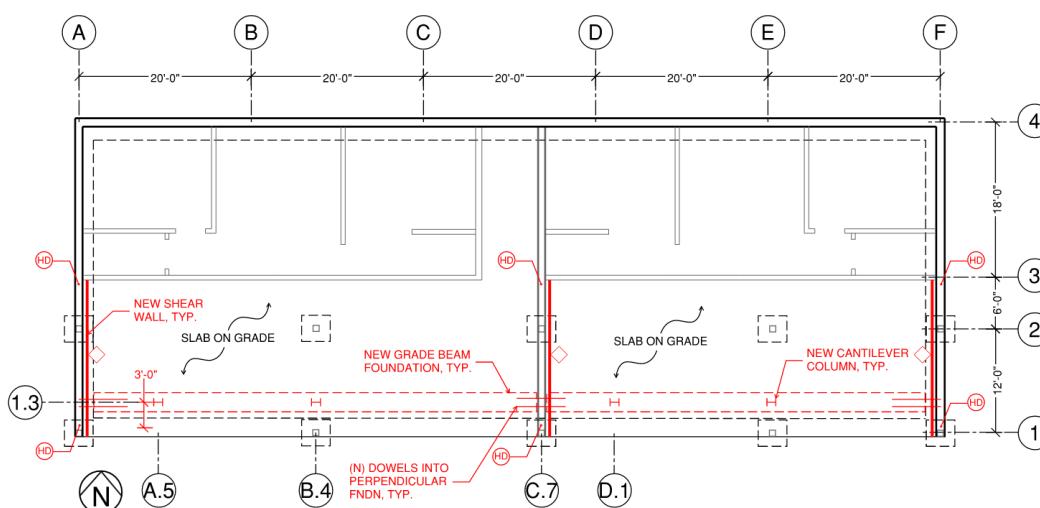 A B C D E F
20'-0" 20'-0" 20'-0" 20'-0" 20'-0"
4
18'-0"
HD HD HD
3
NEW SHEAR
WALL, TYP.
6'-0"
SLAB ON GRADE
SLAB ON GRADE
2
NEW GRADE BEAM
FOUNDATION, TYP.
NEW CANTILEVER
COLUMN, TYP.
12'-0"
3'-0"
1.3
HD
1
HD
HD
(N) DOWELS INTO
PERPENDICULAR
FNDN, TYP.
N A.5 B.4 C.7 D.1